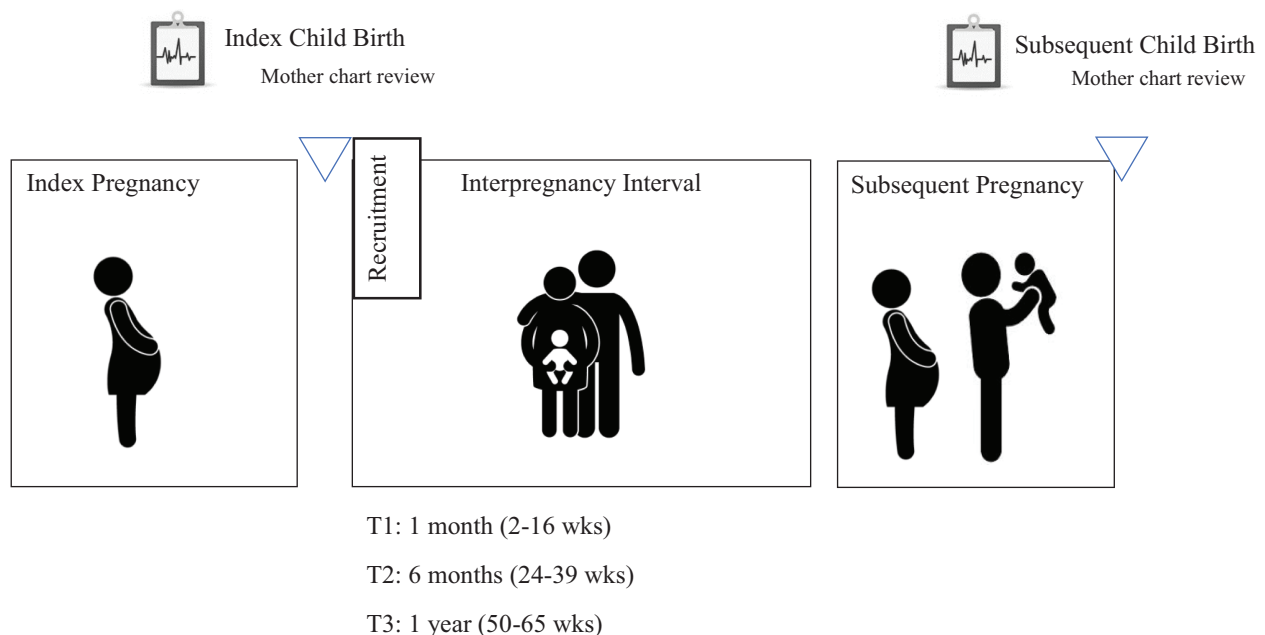 Index Child Birth
Mother chart review
Subsequent Child Birth
Mother chart review
Index Pregnancy
Recruitment
Interpregnancy Interval
Subsequent Pregnancy
T1: 1 month (2-16 wks)
T2: 6 months (24-39 wks)
T3: 1 year (50-65 wks)